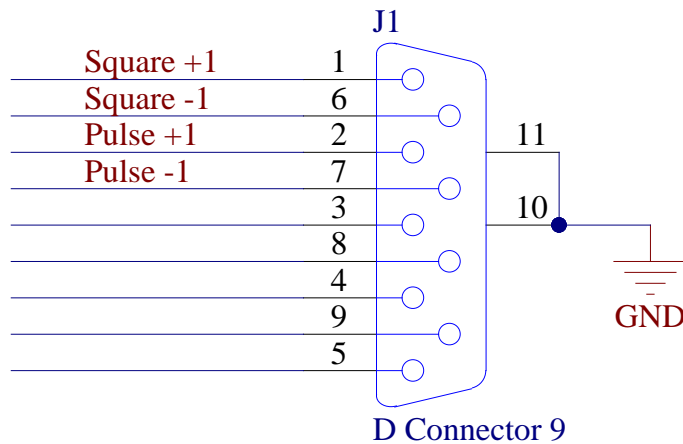 J1
Square +1 1
Square -1 6
Pulse +1 2
Pulse -1 7
3
8
4
9
5
11
10
GND
D Connector 9